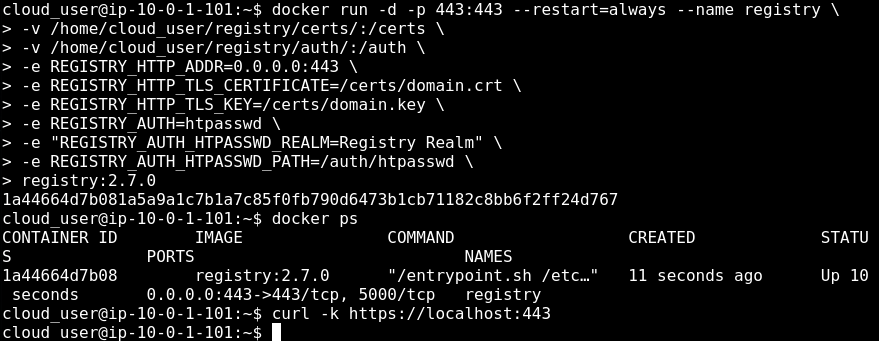 cloud_user@ip-10-0-1-101:~$ docker run -d -p 443:443 --restart=always --name registry \
> -v /home/cloud_user/registry/certs/:/certs \
> -v /home/cloud_user/registry/auth/:/auth \
> -e REGISTRY_HTTP_ADDR=0.0.0.0:443 \
> -e REGISTRY_HTTP_TLS_CERTIFICATE=/certs/domain.crt \
> -e REGISTRY_HTTP_TLS_KEY=/certs/domain.key \
> -e REGISTRY_AUTH=htpasswd \
> -e "REGISTRY_AUTH_HTPASSWD_REALM=Registry Realm" \
> -e REGISTRY_AUTH_HTPASSWD_PATH=/auth/htpasswd \
> registry:2.7.0
1a44664d7b081a5a9a1c7b1a7c85f0fb790d6473b1cb71182c8bb6f2ff24d767
cloud_user@ip-10-0-1-101:~$ docker ps
CONTAINER ID        IMAGE               COMMAND                  CREATED             STATU
S              PORTS                            NAMES
1a44664d7b08        registry:2.7.0      "/entrypoint.sh /etc…"   11 seconds ago      Up 10
 seconds       0.0.0.0:443->443/tcp, 5000/tcp   registry
cloud_user@ip-10-0-1-101:~$ curl -k https://localhost:443
cloud_user@ip-10-0-1-101:~$